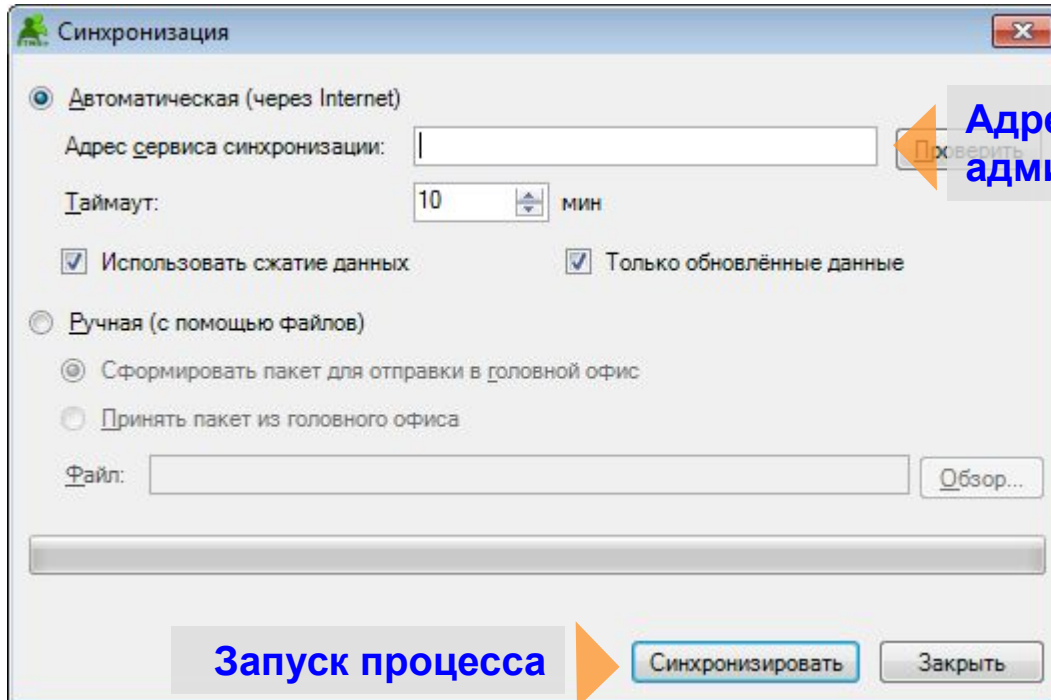 Синхронизация
Автоматическая (через Internet)
Адрес сервиса синхронизации:
Проверить
Таймаут: 10 мин
Использовать сжатие данных Только обновлённые данные
Ручная (с помощью файлов)
Сформировать пакет для отправки в головной офис
Принять пакет из головного офиса
Файл: Обзор...
Запуск процесса Синхронизировать Закрыть